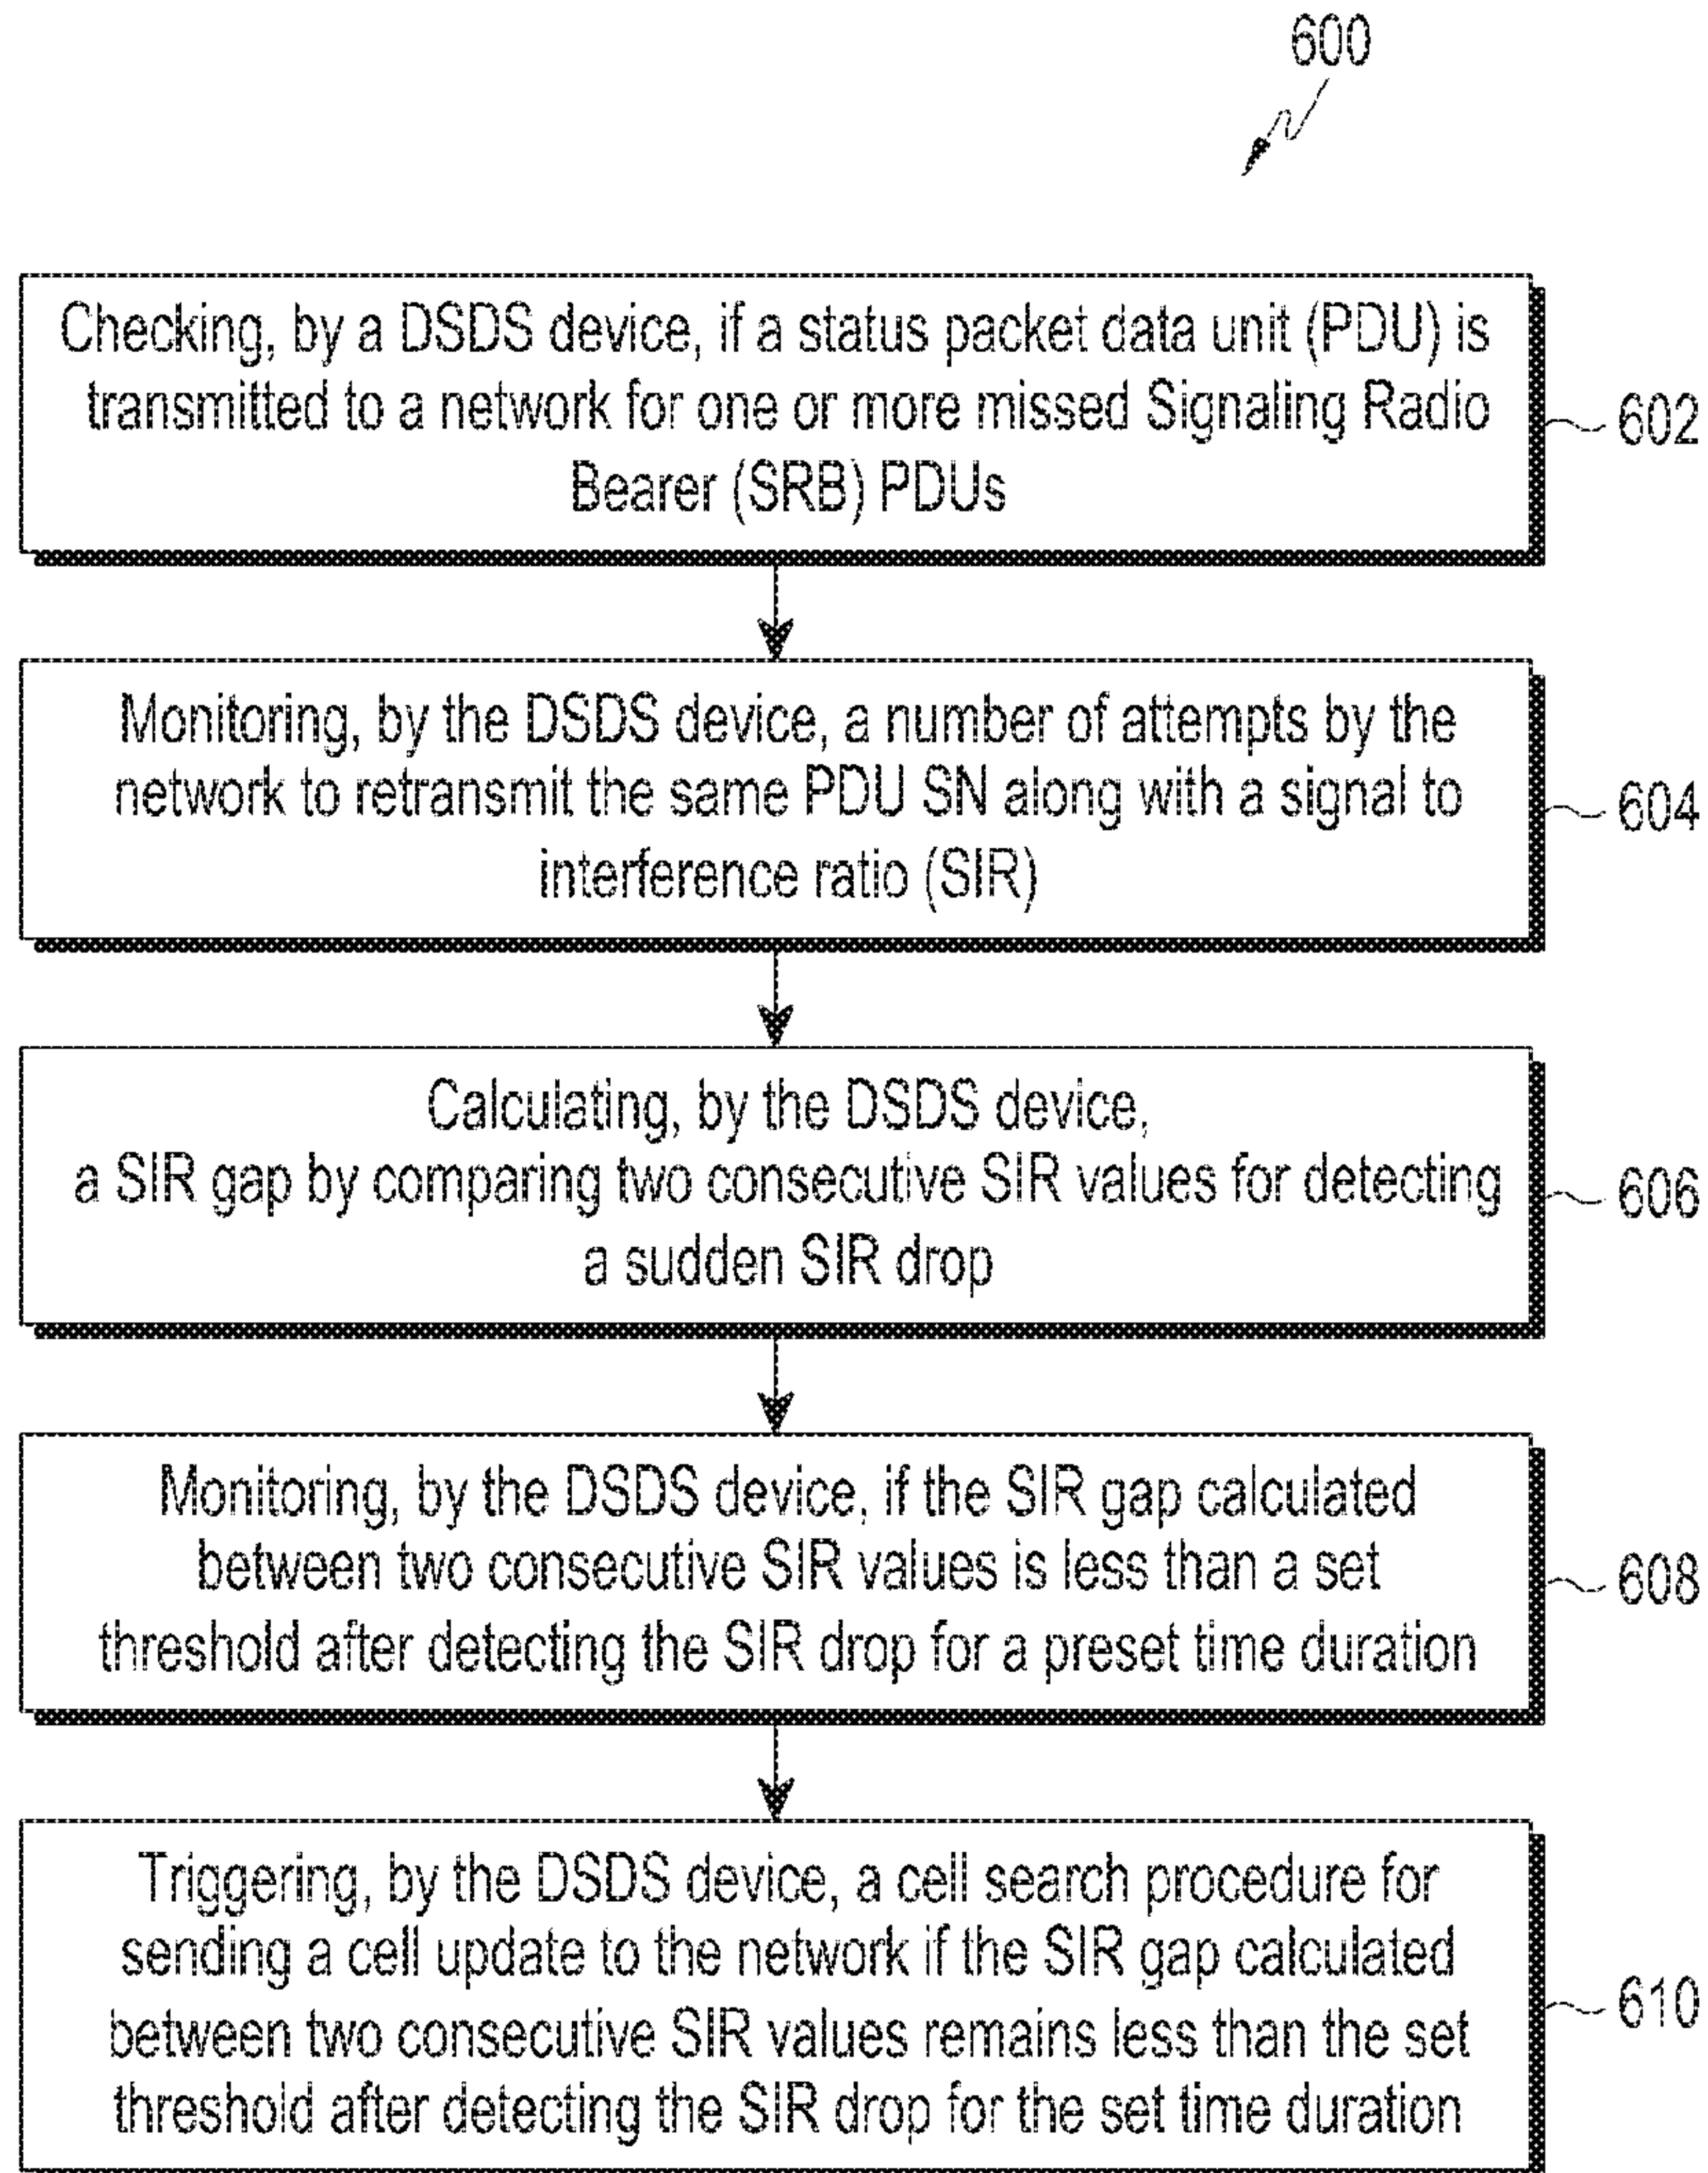 600
Checking, by a DSDS device, if a status packet data unit (PDU) is
transmitted to a network for one or more missed Signaling Radio
Bearer (SRB) PDUs
602
Monitoring, by the DSDS device, a number of attempts by the
network to retransmit the same PDU SN along with a signal to
interference ratio (SIR)
604
Calculating, by the DSDS device,
a SIR gap by comparing two consecutive SIR values for detecting
a sudden SIR drop
606
Monitoring, by the DSDS device, if the SIR gap calculated
between two consecutive SIR values is less than a set
threshold after detecting the SIR drop for a preset time duration
608
Triggering, by the DSDS device, a cell search procedure for
sending a cell update to the network if the SIR gap calculated
between two consecutive SIR values remains less than the set
threshold after detecting the SIR drop for the set time duration
610